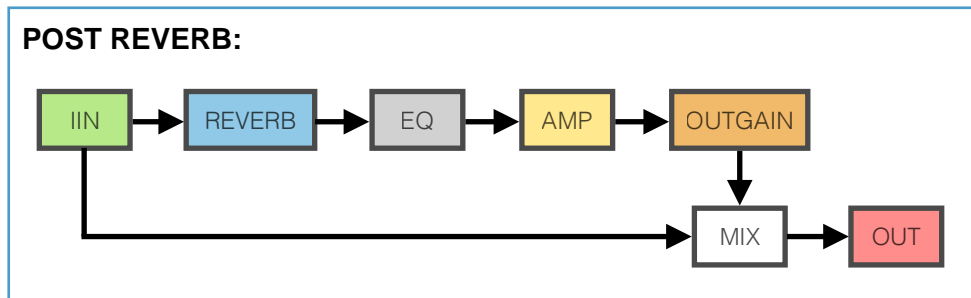 POST REVERB:
IIN REVERB EQ AMP OUTGAIN
MIX OUT